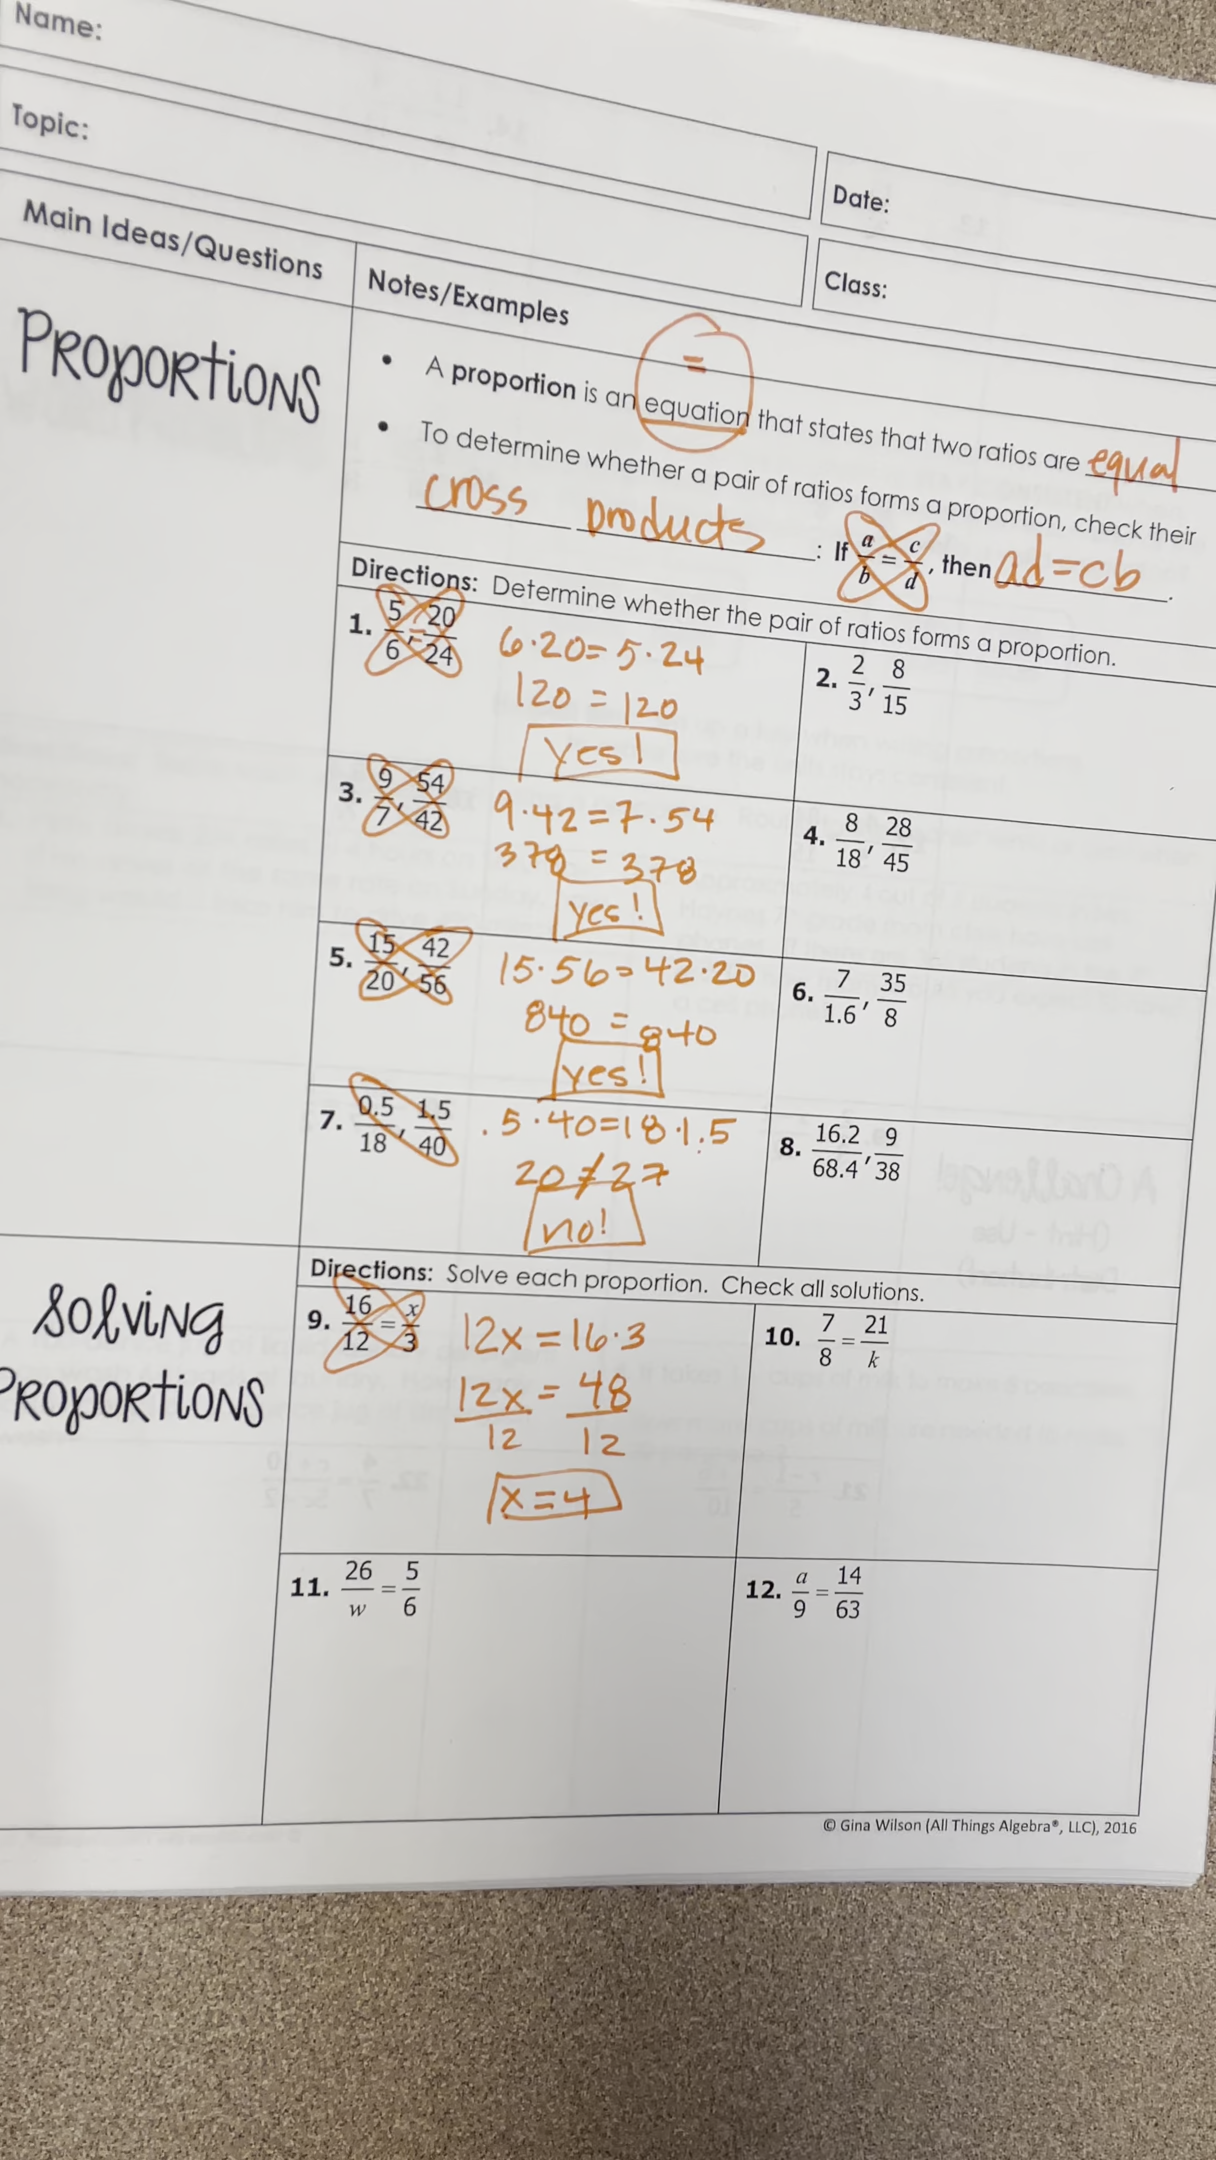 Name:
Topic:
Date:
Class:
Main Ideas/Questions
Notes/Examples
PROPORTIONS
=
• A proportion is an equation that states that two ratios are equal
• To determine whether a pair of ratios forms a proportion, check their
cross products : If a/b = c/d, then ad=cb.
Directions: Determine whether the pair of ratios forms a proportion.
1. 5/6, = 20/24
6·20=5·24
120 = 120
yes!
2. 2/3, 8/15
3. 9/7, 54/42
9·42=7·54
378 = 378
yes!
4. 8/18, 28/45
5. 15/20, 42/56
15·56=42·20
840 = 840
yes!
6. 7/1.6, 35/8
7. 0.5/18, 1.5/40
.5·40=18·1.5
20≠27
no!
8. 16.2/68.4, 9/38
SOLVING
PROPORTIONS
Directions: Solve each proportion. Check all solutions.
9. 16/12 = x/3
12x=16·3
12x = 48
12 12
x=4
10. 7/8 = 21/k
11. 26/w = 5/6
12. a/9 = 14/63
© Gina Wilson (All Things Algebra®, LLC), 2016